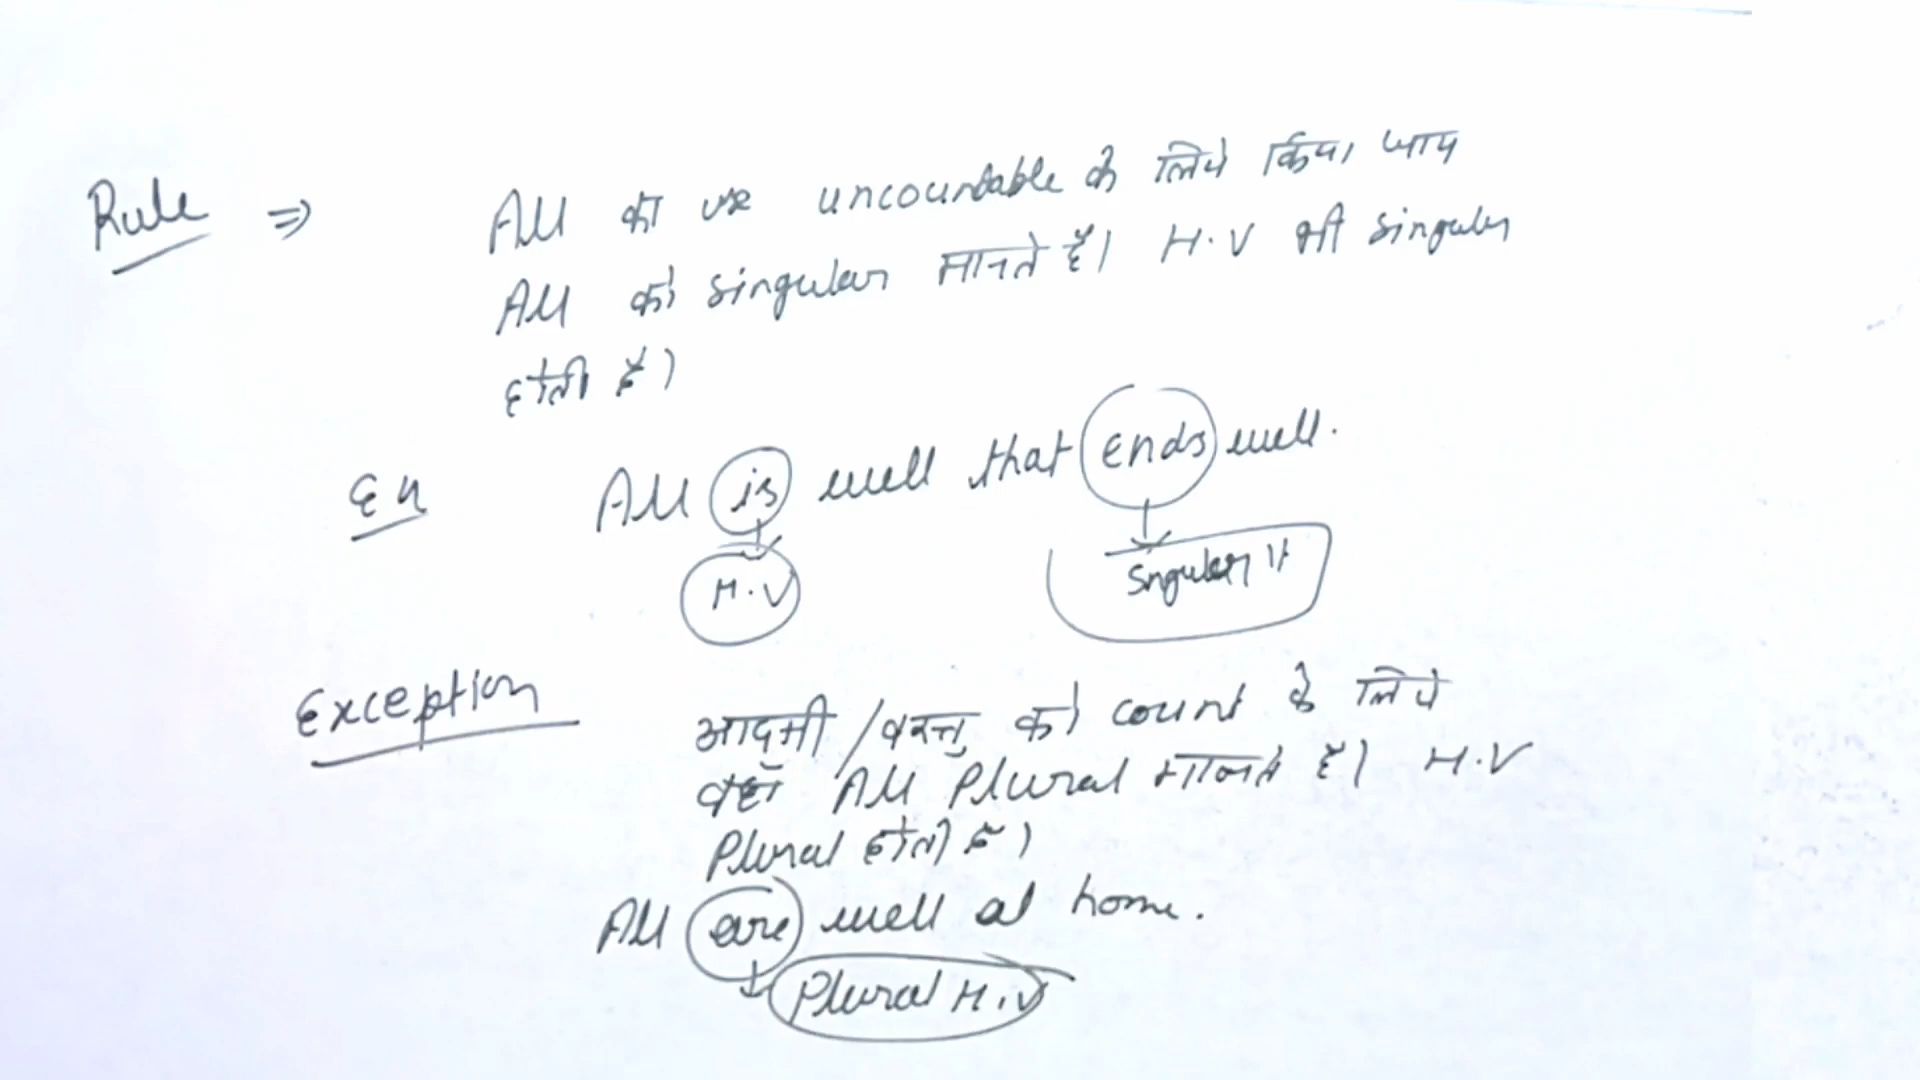 Rule ⇒ All का use uncountable के लिये किया जाय
All को singular मानते हैं। H.V भी singular
होती है।
Ex All is well that ends well.
H.V Singular
Exception आदमी/वस्तु को count के लिये
वहाँ All Plural मानते हैं। H.V
Plural होती है।
All are well at home.
Plural H.V